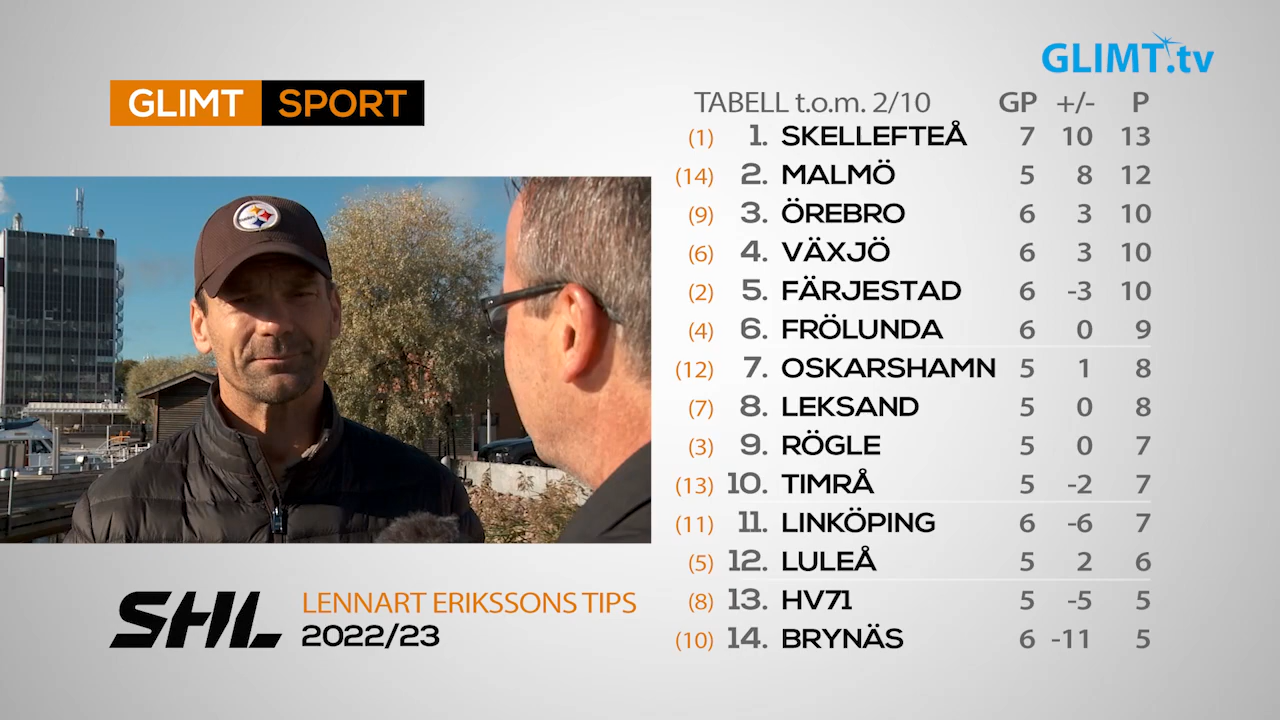 GLIMT.tv
GLIMT SPORT
TABELL t.o.m. 2/10 GP +/- P
(1) 1. SKELLEFTEÅ 7 10 13
(14) 2. MALMÖ 5 8 12
(9) 3. ÖREBRO 6 3 10
(6) 4. VÄXJÖ 6 3 10
(2) 5. FÄRJESTAD 6 -3 10
(4) 6. FRÖLUNDA 6 0 9
(12) 7. OSKARSHAMN 5 1 8
(7) 8. LEKSAND 5 0 8
(3) 9. RÖGLE 5 0 7
(13) 10. TIMRÅ 5 -2 7
(11) 11. LINKÖPING 6 -6 7
(5) 12. LULEÅ 5 2 6
(8) 13. HV71 5 -5 5
(10) 14. BRYNÄS 6 -11 5
SHL
LENNART ERIKSSONS TIPS
2022/23